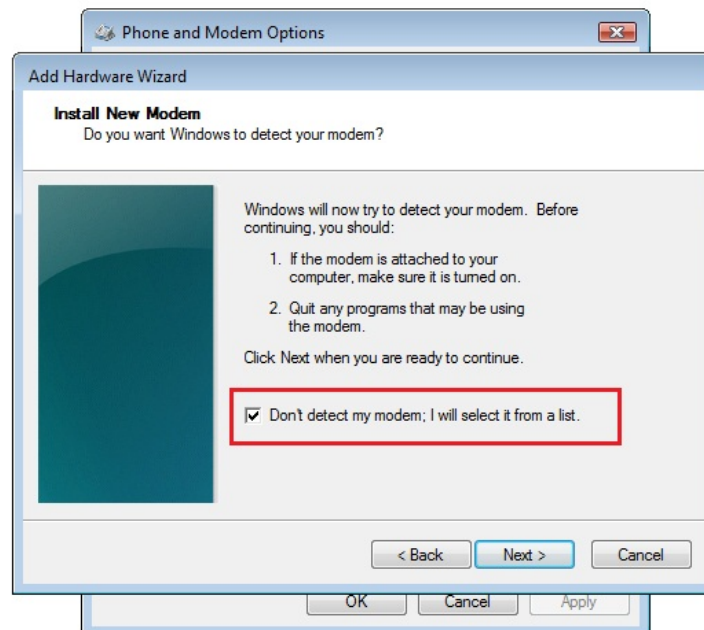 Phone and Modem Options
Add Hardware Wizard
Install New Modem
Do you want Windows to detect your modem?
Windows will now try to detect your modem. Before
continuing, you should:
1. If the modem is attached to your
computer, make sure it is turned on.
2. Quit any programs that may be using
the modem.
Click Next when you are ready to continue.
Don't detect my modem; I will select it from a list.
< Back Next > Cancel
OK Cancel Apply